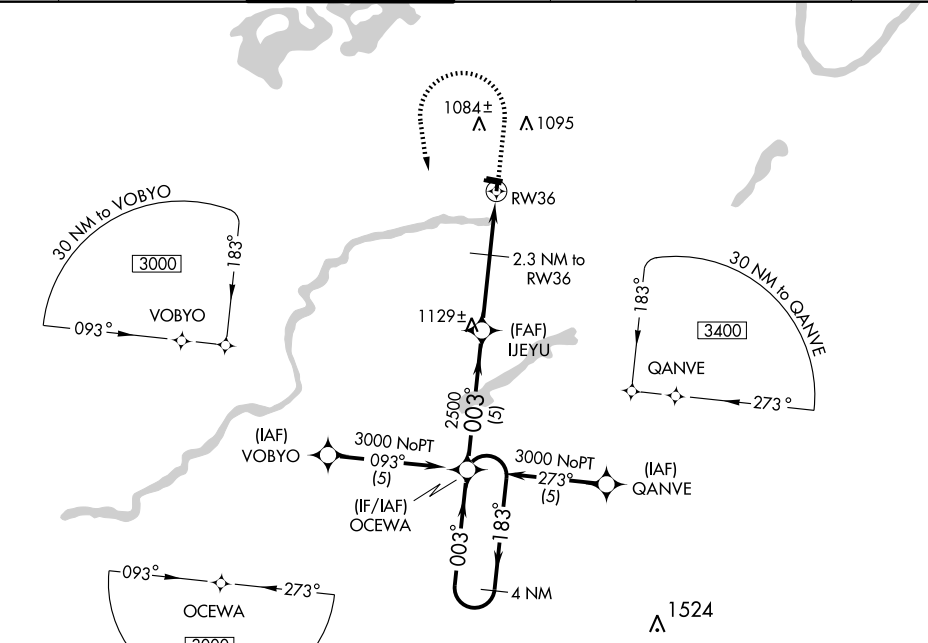 1084±
1095
RW36
30 NM to VOBYO
3000
183°
093°
VOBYO
2.3 NM to
RW36
30 NM to QANVE
183°
3400
QANVE
273°
1129±
(FAF)
IJEYU
2500
003°
(5)
(IAF)
VOBYO
3000 NoPT
093°
(5)
3000 NoPT
273°
(5)
(IAF)
QANVE
(IF/IAF)
OCEWA
003°
183°
4 NM
093°
273°
OCEWA
1524